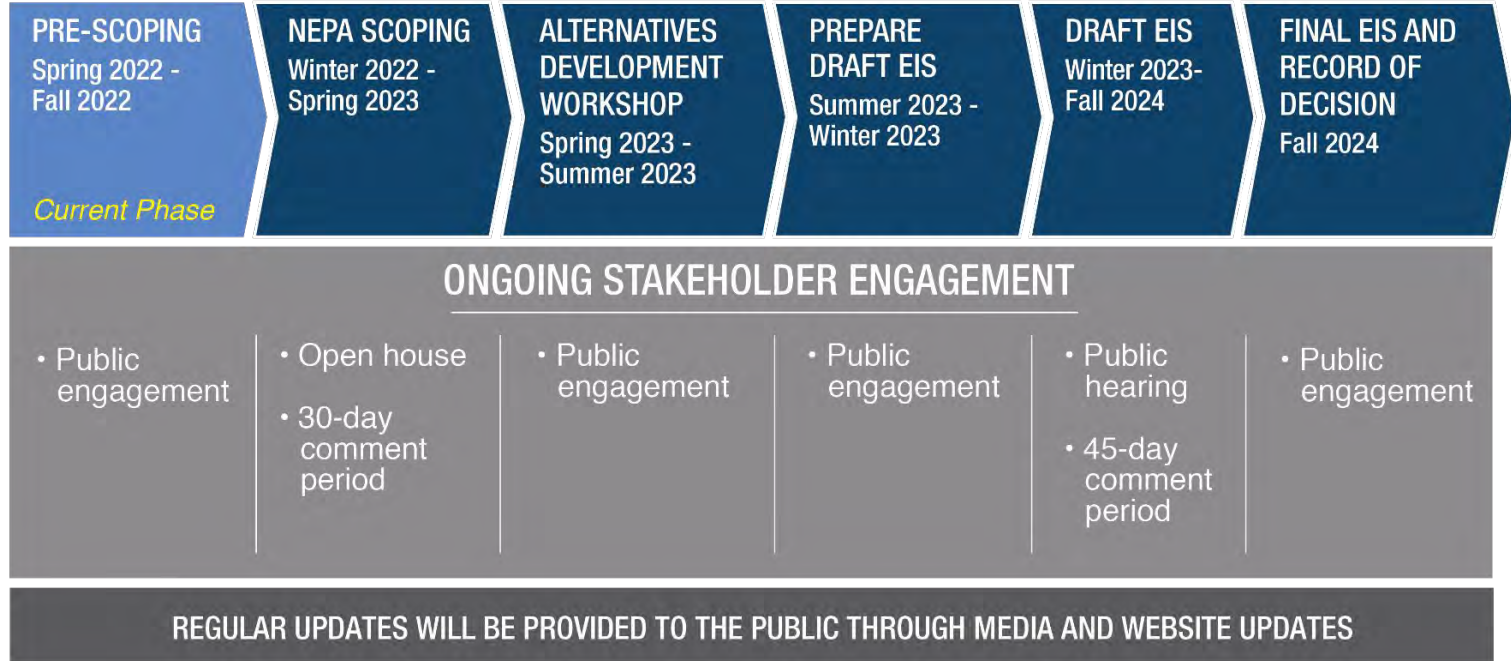 PRE-SCOPING
Spring 2022 -
Fall 2022
Current Phase
NEPA SCOPING
Winter 2022 -
Spring 2023
ALTERNATIVES
DEVELOPMENT
WORKSHOP
Spring 2023 -
Summer 2023
PREPARE
DRAFT EIS
Summer 2023 -
Winter 2023
DRAFT EIS
Winter 2023-
Fall 2024
FINAL EIS AND
RECORD OF
DECISION
Fall 2024
ONGOING STAKEHOLDER ENGAGEMENT
• Public
engagement
• Open house
• 30-day
comment
period
• Public
engagement
• Public
engagement
• Public
hearing
• 45-day
comment
period
• Public
engagement
REGULAR UPDATES WILL BE PROVIDED TO THE PUBLIC THROUGH MEDIA AND WEBSITE UPDATES